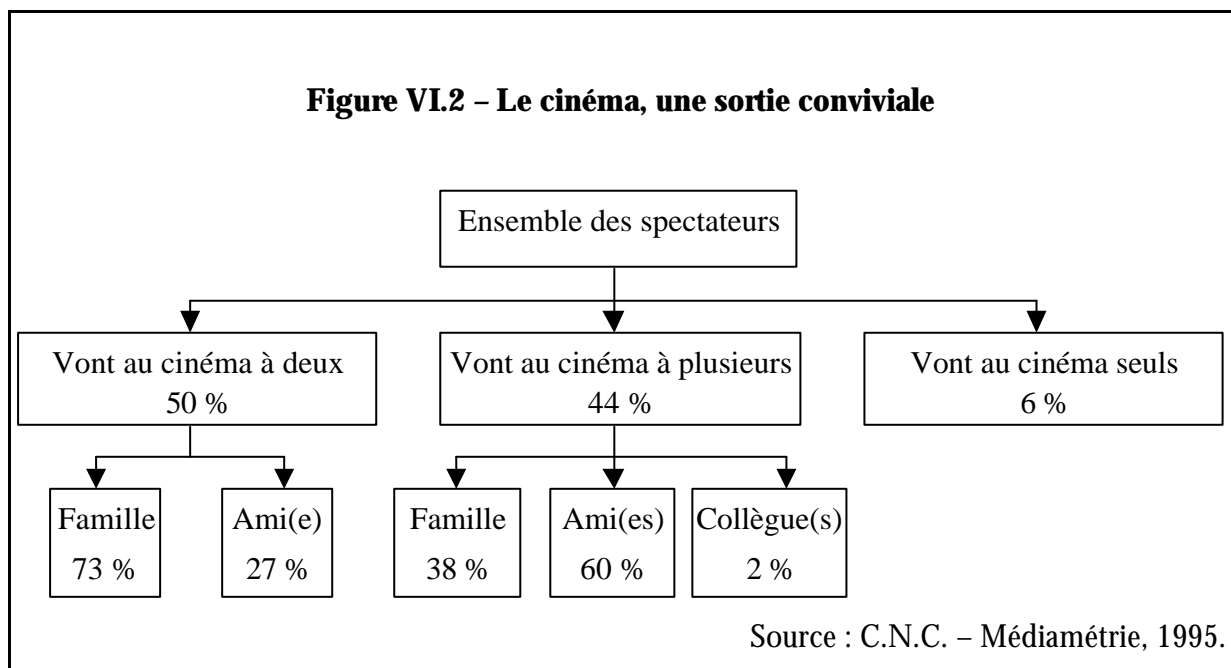 Figure VI.2 – Le cinéma, une sortie conviviale
Ensemble des spectateurs
Vont au cinéma à deux
50 %
Vont au cinéma à plusieurs
44 %
Vont au cinéma seuls
6 %
Famille
73 %
Ami(e)
27 %
Famille
38 %
Ami(es)
60 %
Collègue(s)
2 %
Source : C.N.C. – Médiamétrie, 1995.